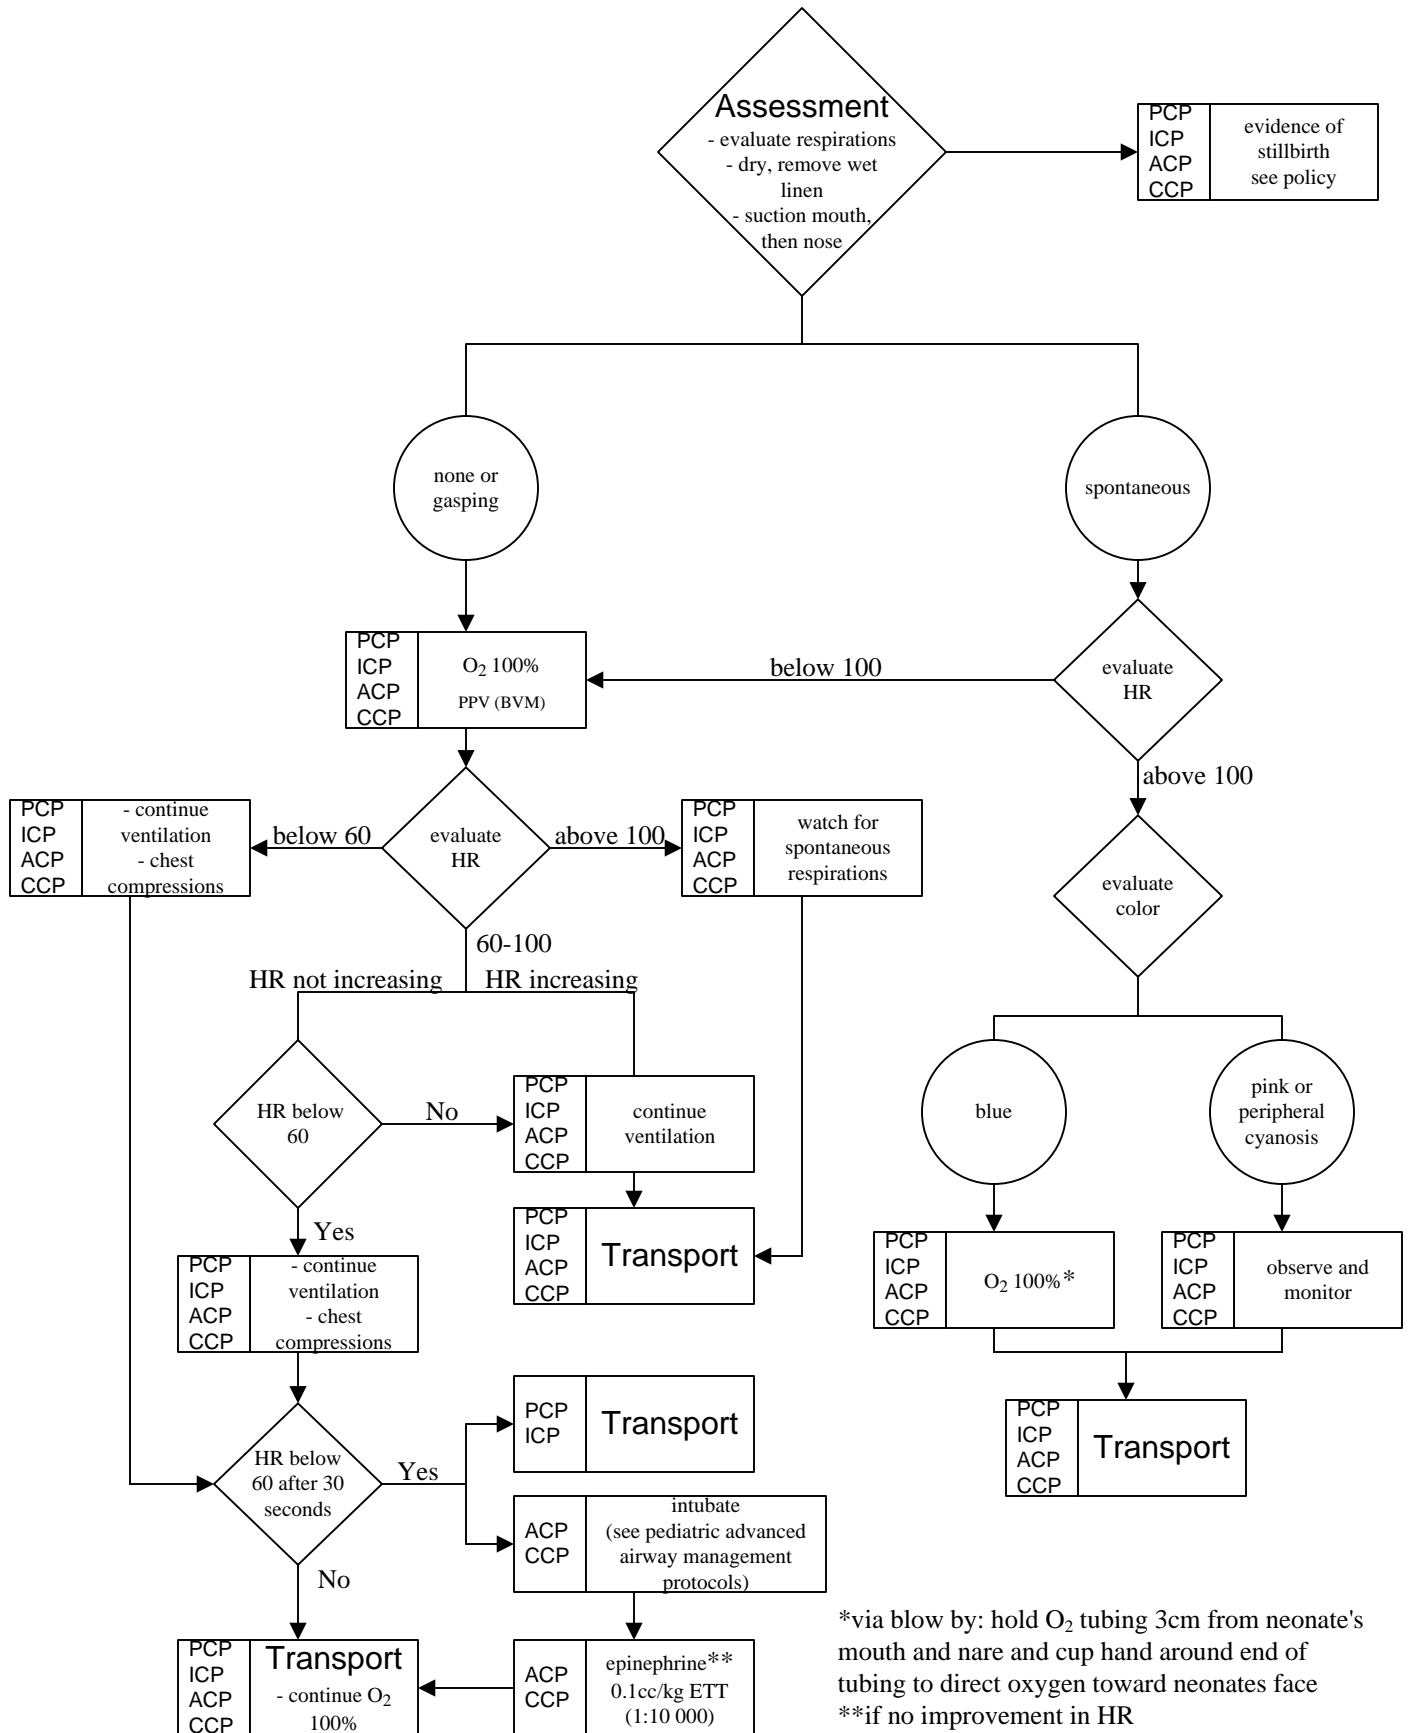 Assessment
- evaluate respirations
- dry, remove wet
linen
- suction mouth,
then nose
PCP
ICP
ACP
CCP
evidence of
stillbirth
see policy
none or
gasping
spontaneous
PCP
ICP
ACP
CCP
O₂ 100%
PPV (BVM)
below 100
evaluate
HR
above 100
PCP
ICP
ACP
CCP
- continue
ventilation
- chest
compressions
below 60
evaluate
HR
above 100
PCP
ICP
ACP
CCP
watch for
spontaneous
respirations
evaluate
color
60-100
HR not increasing
HR increasing
HR below
60
No
PCP
ICP
ACP
CCP
continue
ventilation
blue
pink or
peripheral
cyanosis
Yes
PCP
ICP
ACP
CCP
Transport
PCP
ICP
ACP
CCP
O₂ 100%*
PCP
ICP
ACP
CCP
observe and
monitor
PCP
ICP
ACP
CCP
- continue
ventilation
- chest
compressions
PCP
ICP
Transport
PCP
ICP
ACP
CCP
Transport
HR below
60 after 30
seconds
Yes
ACP
CCP
intubate
(see pediatric advanced
airway management
protocols)
No
PCP
ICP
ACP
CCP
Transport
- continue O₂
100%
ACP
CCP
epinephrine**
0.1cc/kg ETT
(1:10 000)
*via blow by: hold O₂ tubing 3cm from neonate's
mouth and nare and cup hand around end of
tubing to direct oxygen toward neonates face
**if no improvement in HR